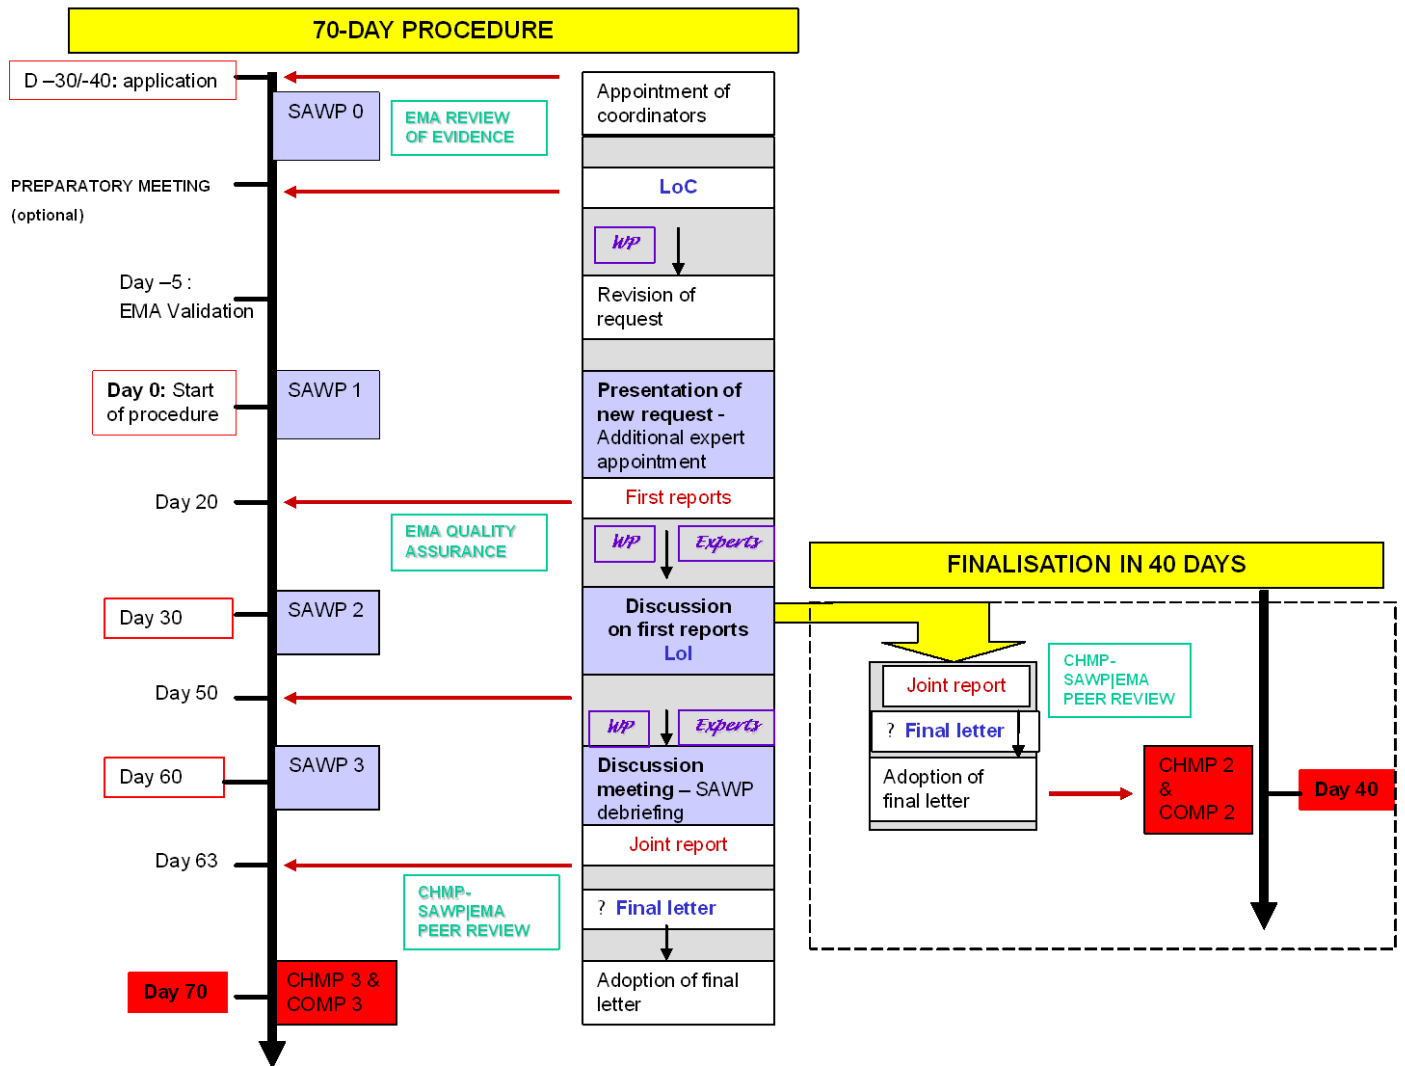 70-DAY PROCEDURE
D –30/-40: application
SAWP 0
EMA REVIEW
OF EVIDENCE
Appointment of
coordinators
PREPARATORY MEETING
(optional)
LoC
WP
Day –5 :
EMA Validation
Revision of
request
Day 0: Start
of procedure
SAWP 1
Presentation of
new request -
Additional expert
appointment
Day 20
First reports
EMA QUALITY
ASSURANCE
WP
Experts
Day 30
SAWP 2
Discussion
on first reports
LoI
Day 50
WP
Experts
Day 60
SAWP 3
Discussion
meeting – SAWP
debriefing
Day 63
Joint report
CHMP-
SAWP|EMA
PEER REVIEW
? Final letter
Day 70
CHMP 3 &
COMP 3
Adoption of final
letter
FINALISATION IN 40 DAYS
Joint report
CHMP-
SAWP|EMA
PEER REVIEW
? Final letter
Adoption of
final letter
CHMP 2
&
COMP 2
Day 40